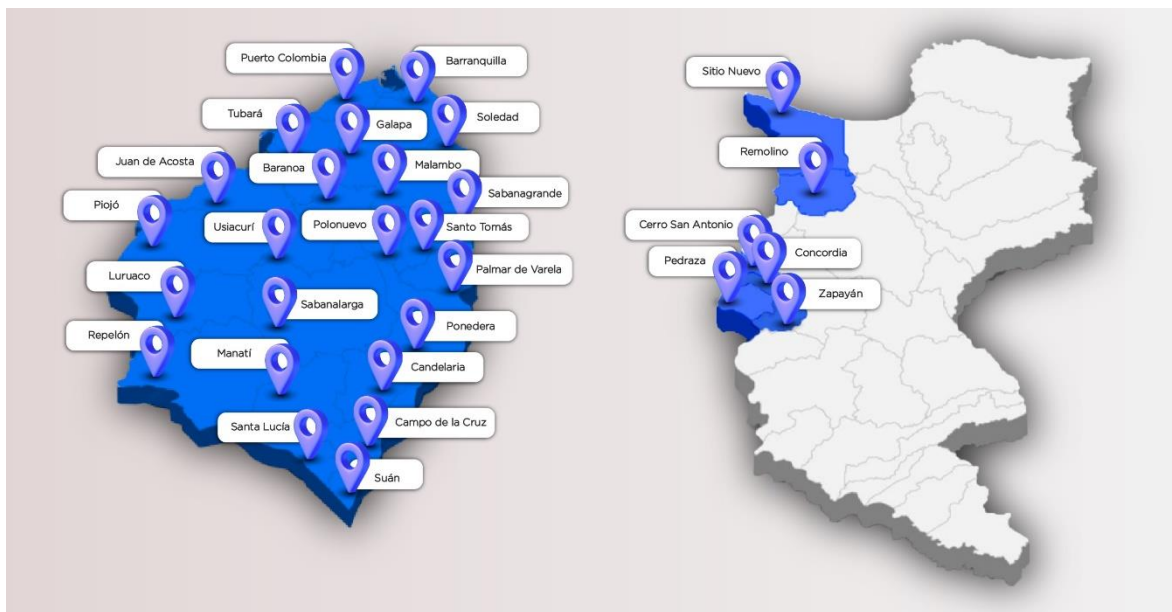 Puerto Colombia
Barranquilla
Tubará
Galapa
Soledad
Juan de Acosta
Baranoa
Malambo
Sabanagrande
Piojó
Usiacurí
Polonuevo
Santo Tomás
Luruaco
Palmar de Varela
Sabanalarga
Repelón
Ponedera
Manatí
Candelaria
Santa Lucía
Campo de la Cruz
Suán
Sitio Nuevo
Remolino
Cerro San Antonio
Concordia
Pedraza
Zapayán